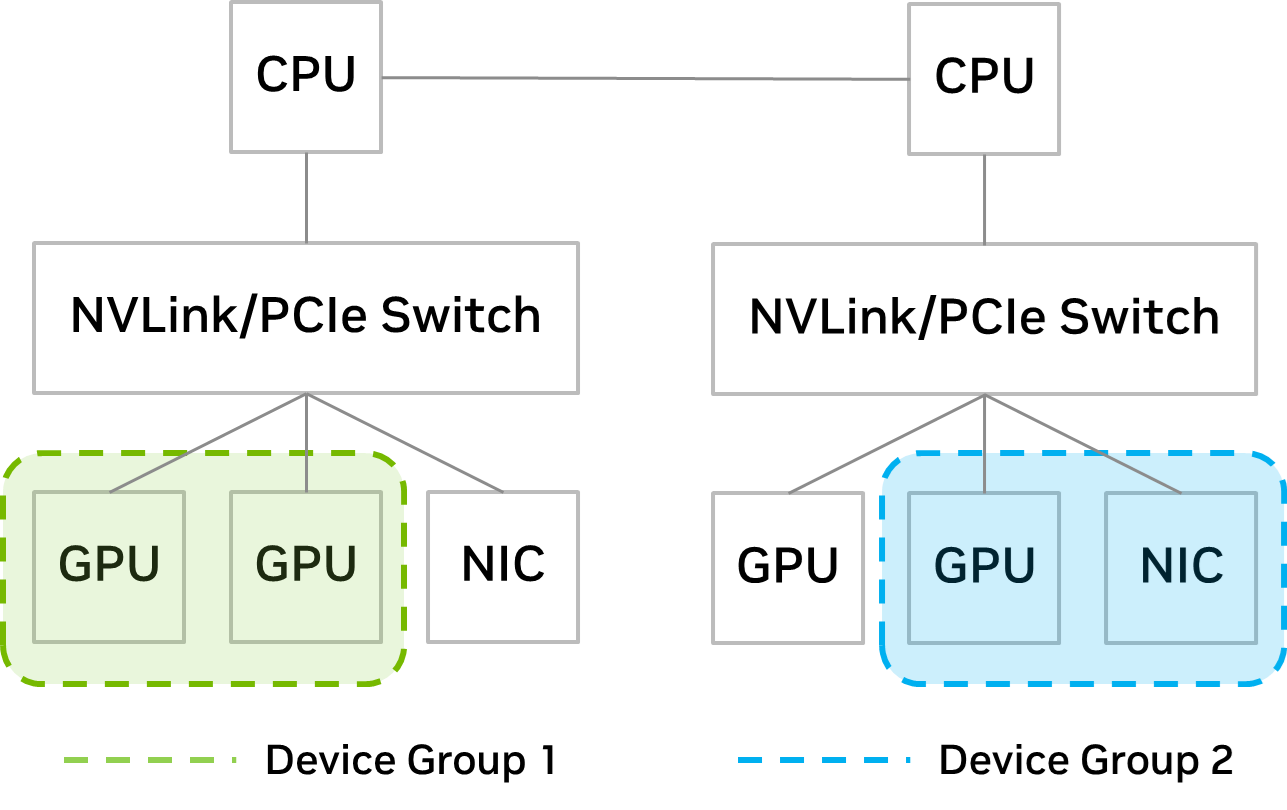 CPU
CPU
NVLink/PCIe Switch
NVLink/PCIe Switch
GPU
GPU
NIC
GPU
GPU
NIC
Device Group 1
Device Group 2